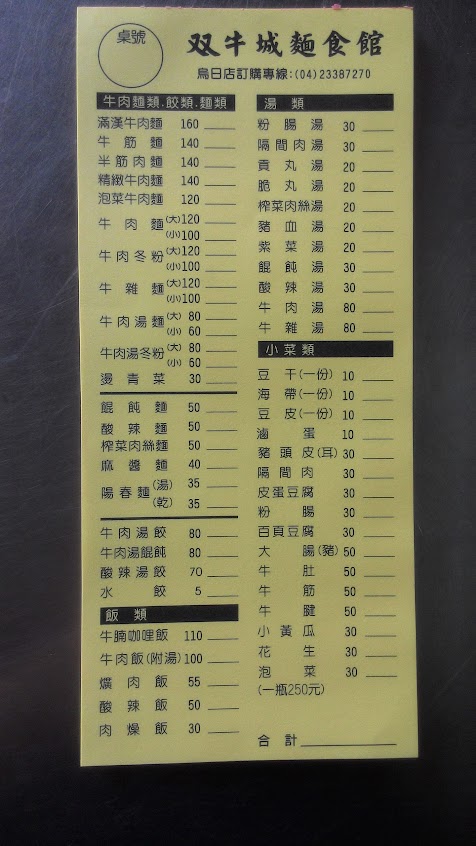 桌號
双牛城麵食館
烏日店訂購專線:(04)23387270
牛肉麵類.餃類.麵類
滿漢牛肉麵 160
牛筋麵 140
半筋肉麵 140
精緻牛肉麵 140
泡菜牛肉麵 120
牛肉麵(大)120
(小)100
牛肉冬粉(大)120
(小)100
牛雜麵(大)120
(小)100
牛肉湯麵(大) 80
(小) 60
牛肉湯冬粉(大) 80
(小) 60
燙青菜 30
餛飩麵 50
酸辣麵 50
榨菜肉絲麵 50
麻醬麵 40
陽春麵(湯) 35
(乾) 35
牛肉湯餃 80
牛肉湯餛飩 80
酸辣湯餃 70
水餃 5
飯類
牛腩咖哩飯 110
牛肉飯(附湯)100
爌肉飯 55
酸辣飯 50
肉燥飯 30
湯類
粉腸湯 30
隔間肉湯 30
貢丸湯 20
脆丸湯 20
榨菜肉絲湯 20
豬血湯 20
紫菜湯 20
餛飩湯 30
酸辣湯 30
牛肉湯 80
牛雜湯 80
小菜類
豆干(一份) 10
海帶(一份) 10
豆皮(一份) 10
滷蛋 10
豬頭皮(耳) 30
隔間肉 30
皮蛋豆腐 30
粉腸 30
百頁豆腐 30
大腸(豬) 50
牛肚 50
牛筋 50
牛腱 50
小黃瓜 30
花生 30
泡菜 30
(一瓶250元)
合計